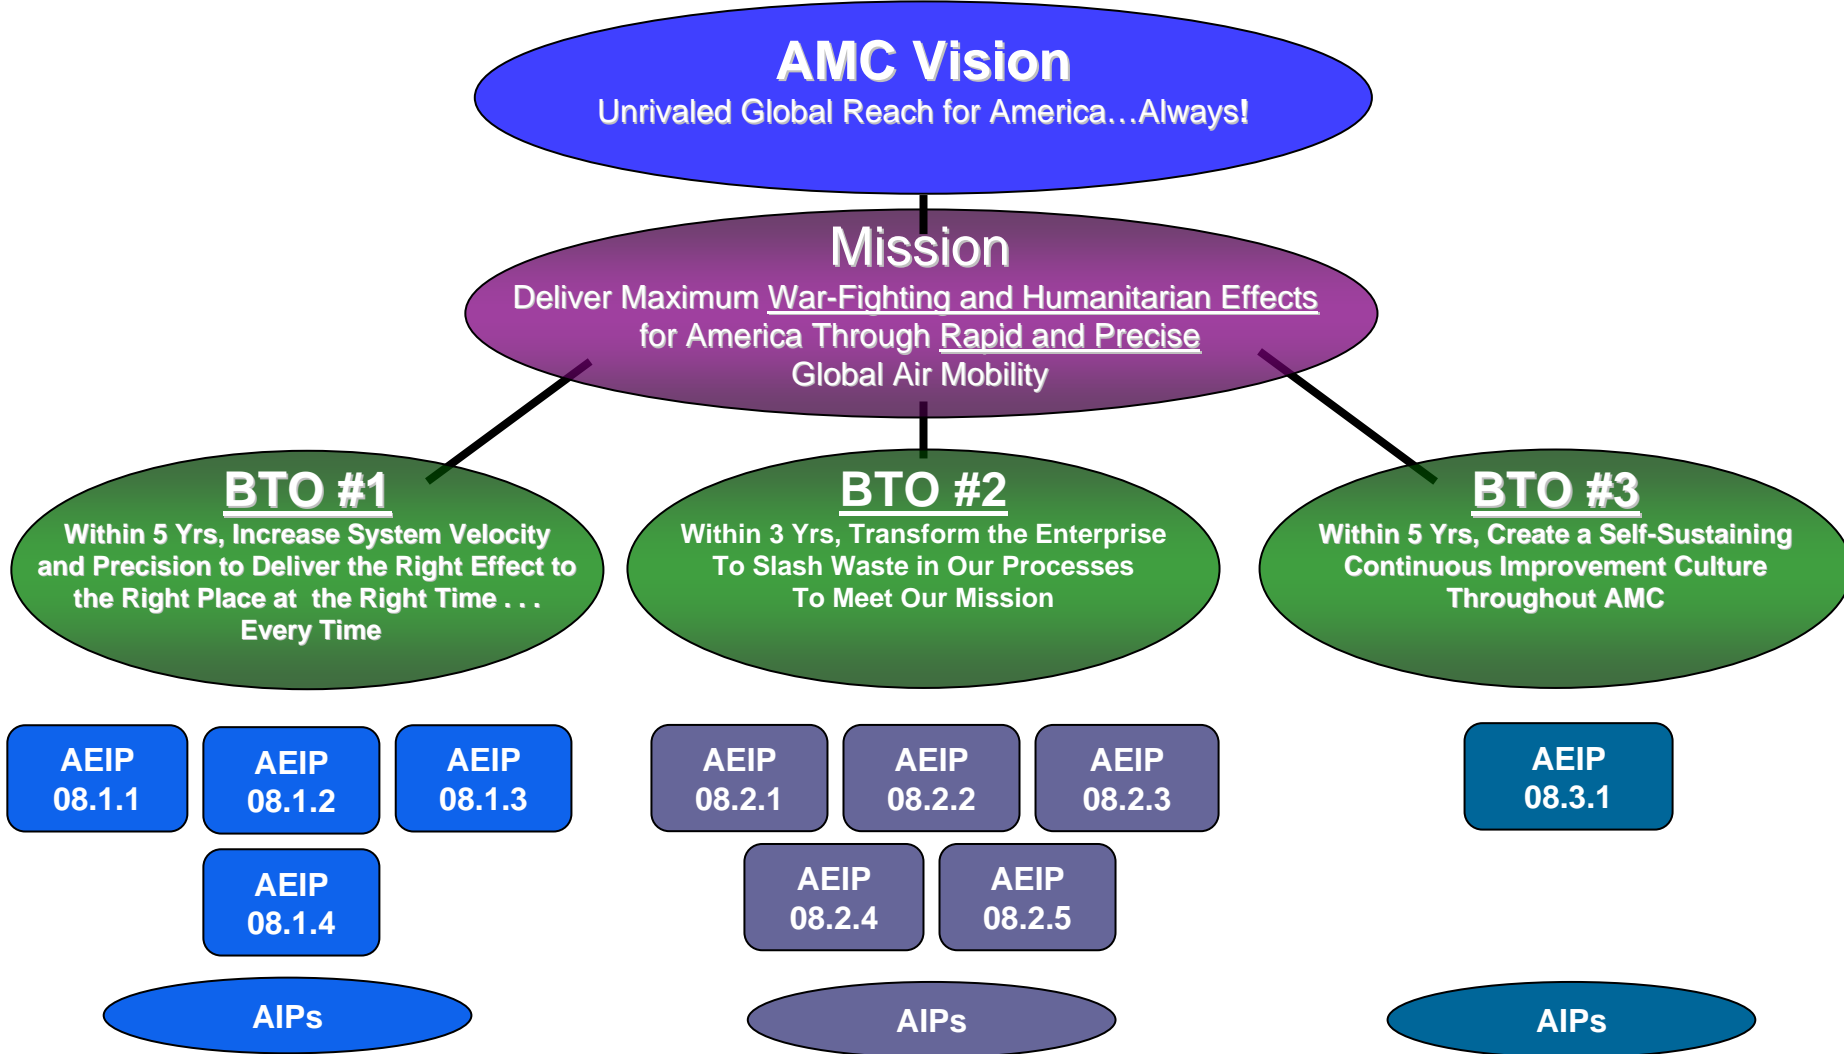 AMC Vision
Unrivaled Global Reach for America…Always!
Mission
Deliver Maximum War-Fighting and Humanitarian Effects
for America Through Rapid and Precise
Global Air Mobility
BTO #1
Within 5 Yrs, Increase System Velocity
and Precision to Deliver the Right Effect to
the Right Place at  the Right Time . . .
Every Time
BTO #2
Within 3 Yrs, Transform the Enterprise
To Slash Waste in Our Processes
To Meet Our Mission
BTO #3
Within 5 Yrs, Create a Self-Sustaining
Continuous Improvement Culture
Throughout AMC
AEIP
08.1.1
AEIP
08.1.2
AEIP
08.1.3
AEIP
08.1.4
AEIP
08.2.1
AEIP
08.2.2
AEIP
08.2.3
AEIP
08.2.4
AEIP
08.2.5
AEIP
08.3.1
AIPs
AIPs
AIPs